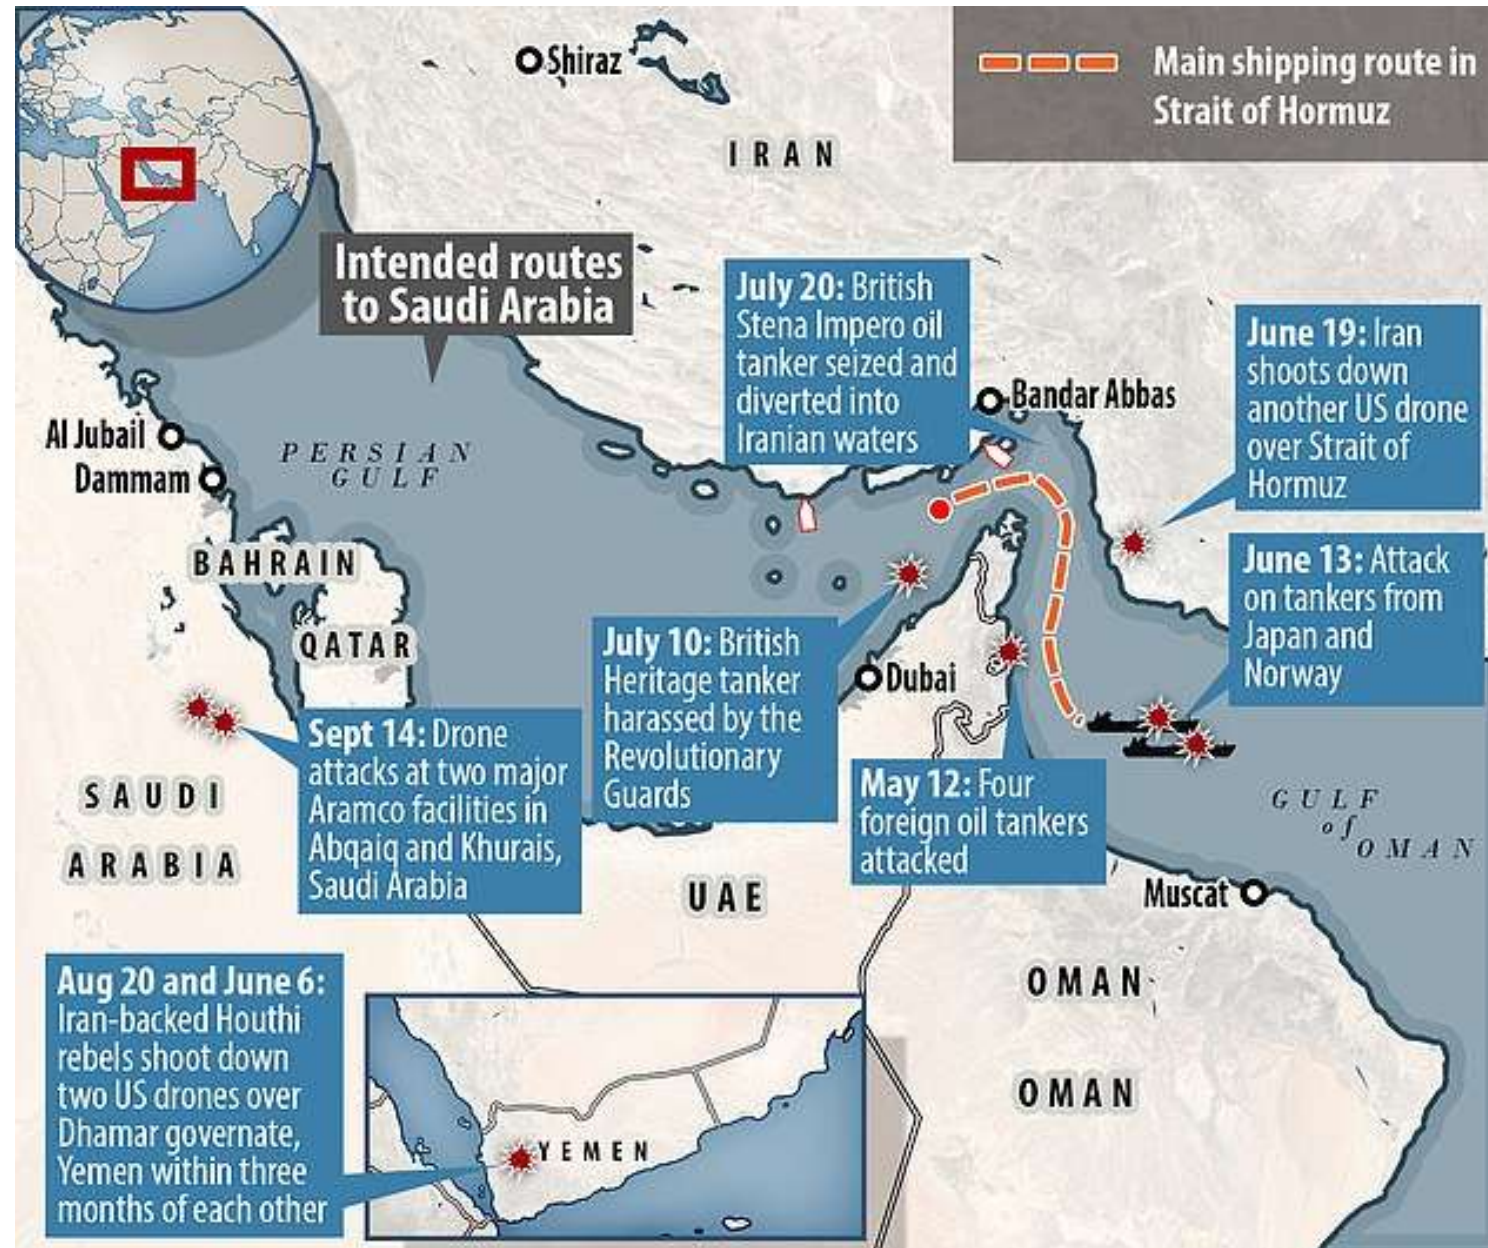 Shiraz
Main shipping route in
Strait of Hormuz
IRAN
Intended routes
to Saudi Arabia
July 20: British
Stena Impero oil
tanker seized and
diverted into
Iranian waters
June 19: Iran
shoots down
another US drone
over Strait of
Hormuz
Bandar Abbas
Al Jubail
Dammam
PERSIAN
GULF
BAHRAIN
QATAR
June 13: Attack
on tankers from
Japan and
Norway
July 10: British
Heritage tanker
harassed by the
Revolutionary
Guards
Dubai
Sept 14: Drone
attacks at two major
Aramco facilities in
Abqaiq and Khurais,
Saudi Arabia
SAUDI
ARABIA
May 12: Four
foreign oil tankers
attacked
GULF
of
OMAN
UAE
Muscat
OMAN
OMAN
Aug 20 and June 6:
Iran-backed Houthi
rebels shoot down
two US drones over
Dhamar governate,
Yemen within three
months of each other
YEMEN